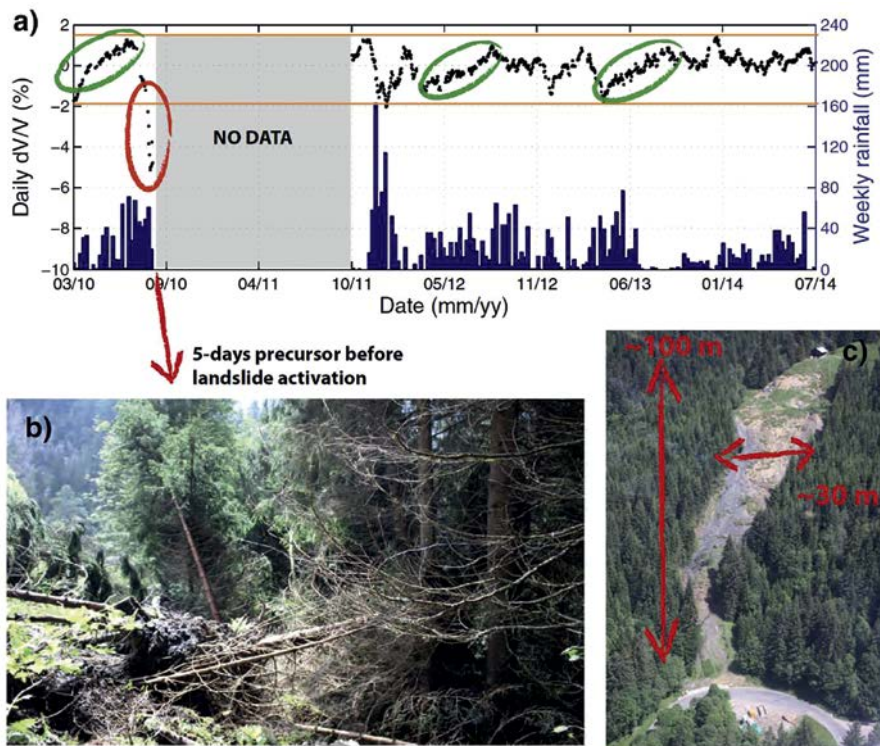 a)
2
0
−2
−4
−6
−8
−10
Daily dV/V (%)
NO DATA
240
200
160
120
80
40
0
Weekly rainfall (mm)
03/10
09/10
04/11
10/11
05/12
11/12
06/13
01/14
07/14
Date (mm/yy)
5-days precursor before
landslide activation
b)
c)
~100 m
~30 m